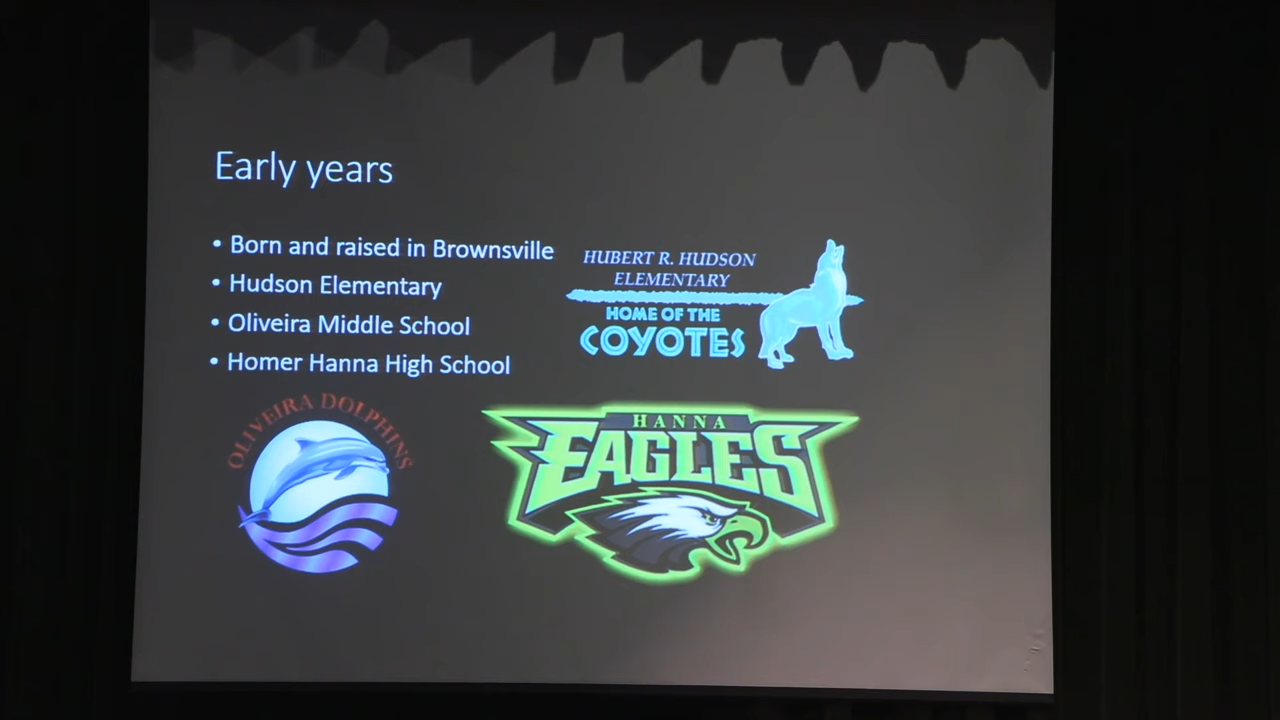 Early years
• Born and raised in Brownsville
• Hudson Elementary
• Oliveira Middle School
• Homer Hanna High School
HUBERT R. HUDSON
ELEMENTARY
HOME OF THE
COYOTES
OLIVEIRA DOLPHINS
HANNA
EAGLES